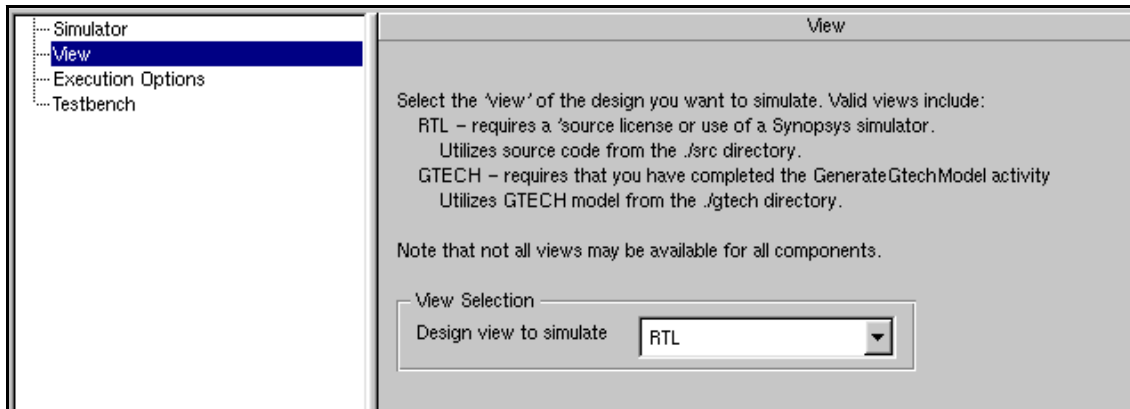 Simulator
View
Execution Options
Testbench
View
Select the 'view' of the design you want to simulate. Valid views include:
RTL – requires a 'source license or use of a Synopsys simulator.
Utilizes source code from the ./src directory.
GTECH – requires that you have completed the GenerateGtechModel activity
Utilizes GTECH model from the ./gtech directory.
Note that not all views may be available for all components.
View Selection
Design view to simulate
RTL